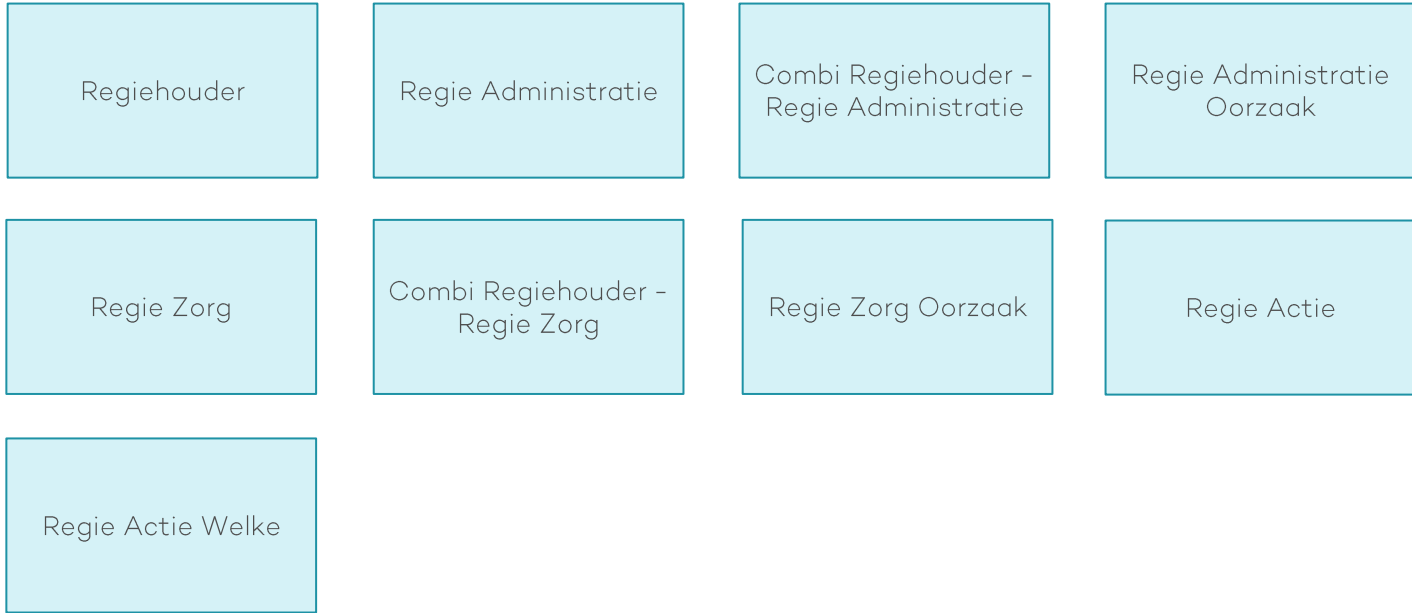 Regiehouder
Regie Administratie
Combi Regiehouder -
Regie Administratie
Regie Administratie
Oorzaak
Regie Zorg
Combi Regiehouder -
Regie Zorg
Regie Zorg Oorzaak
Regie Actie
Regie Actie Welke